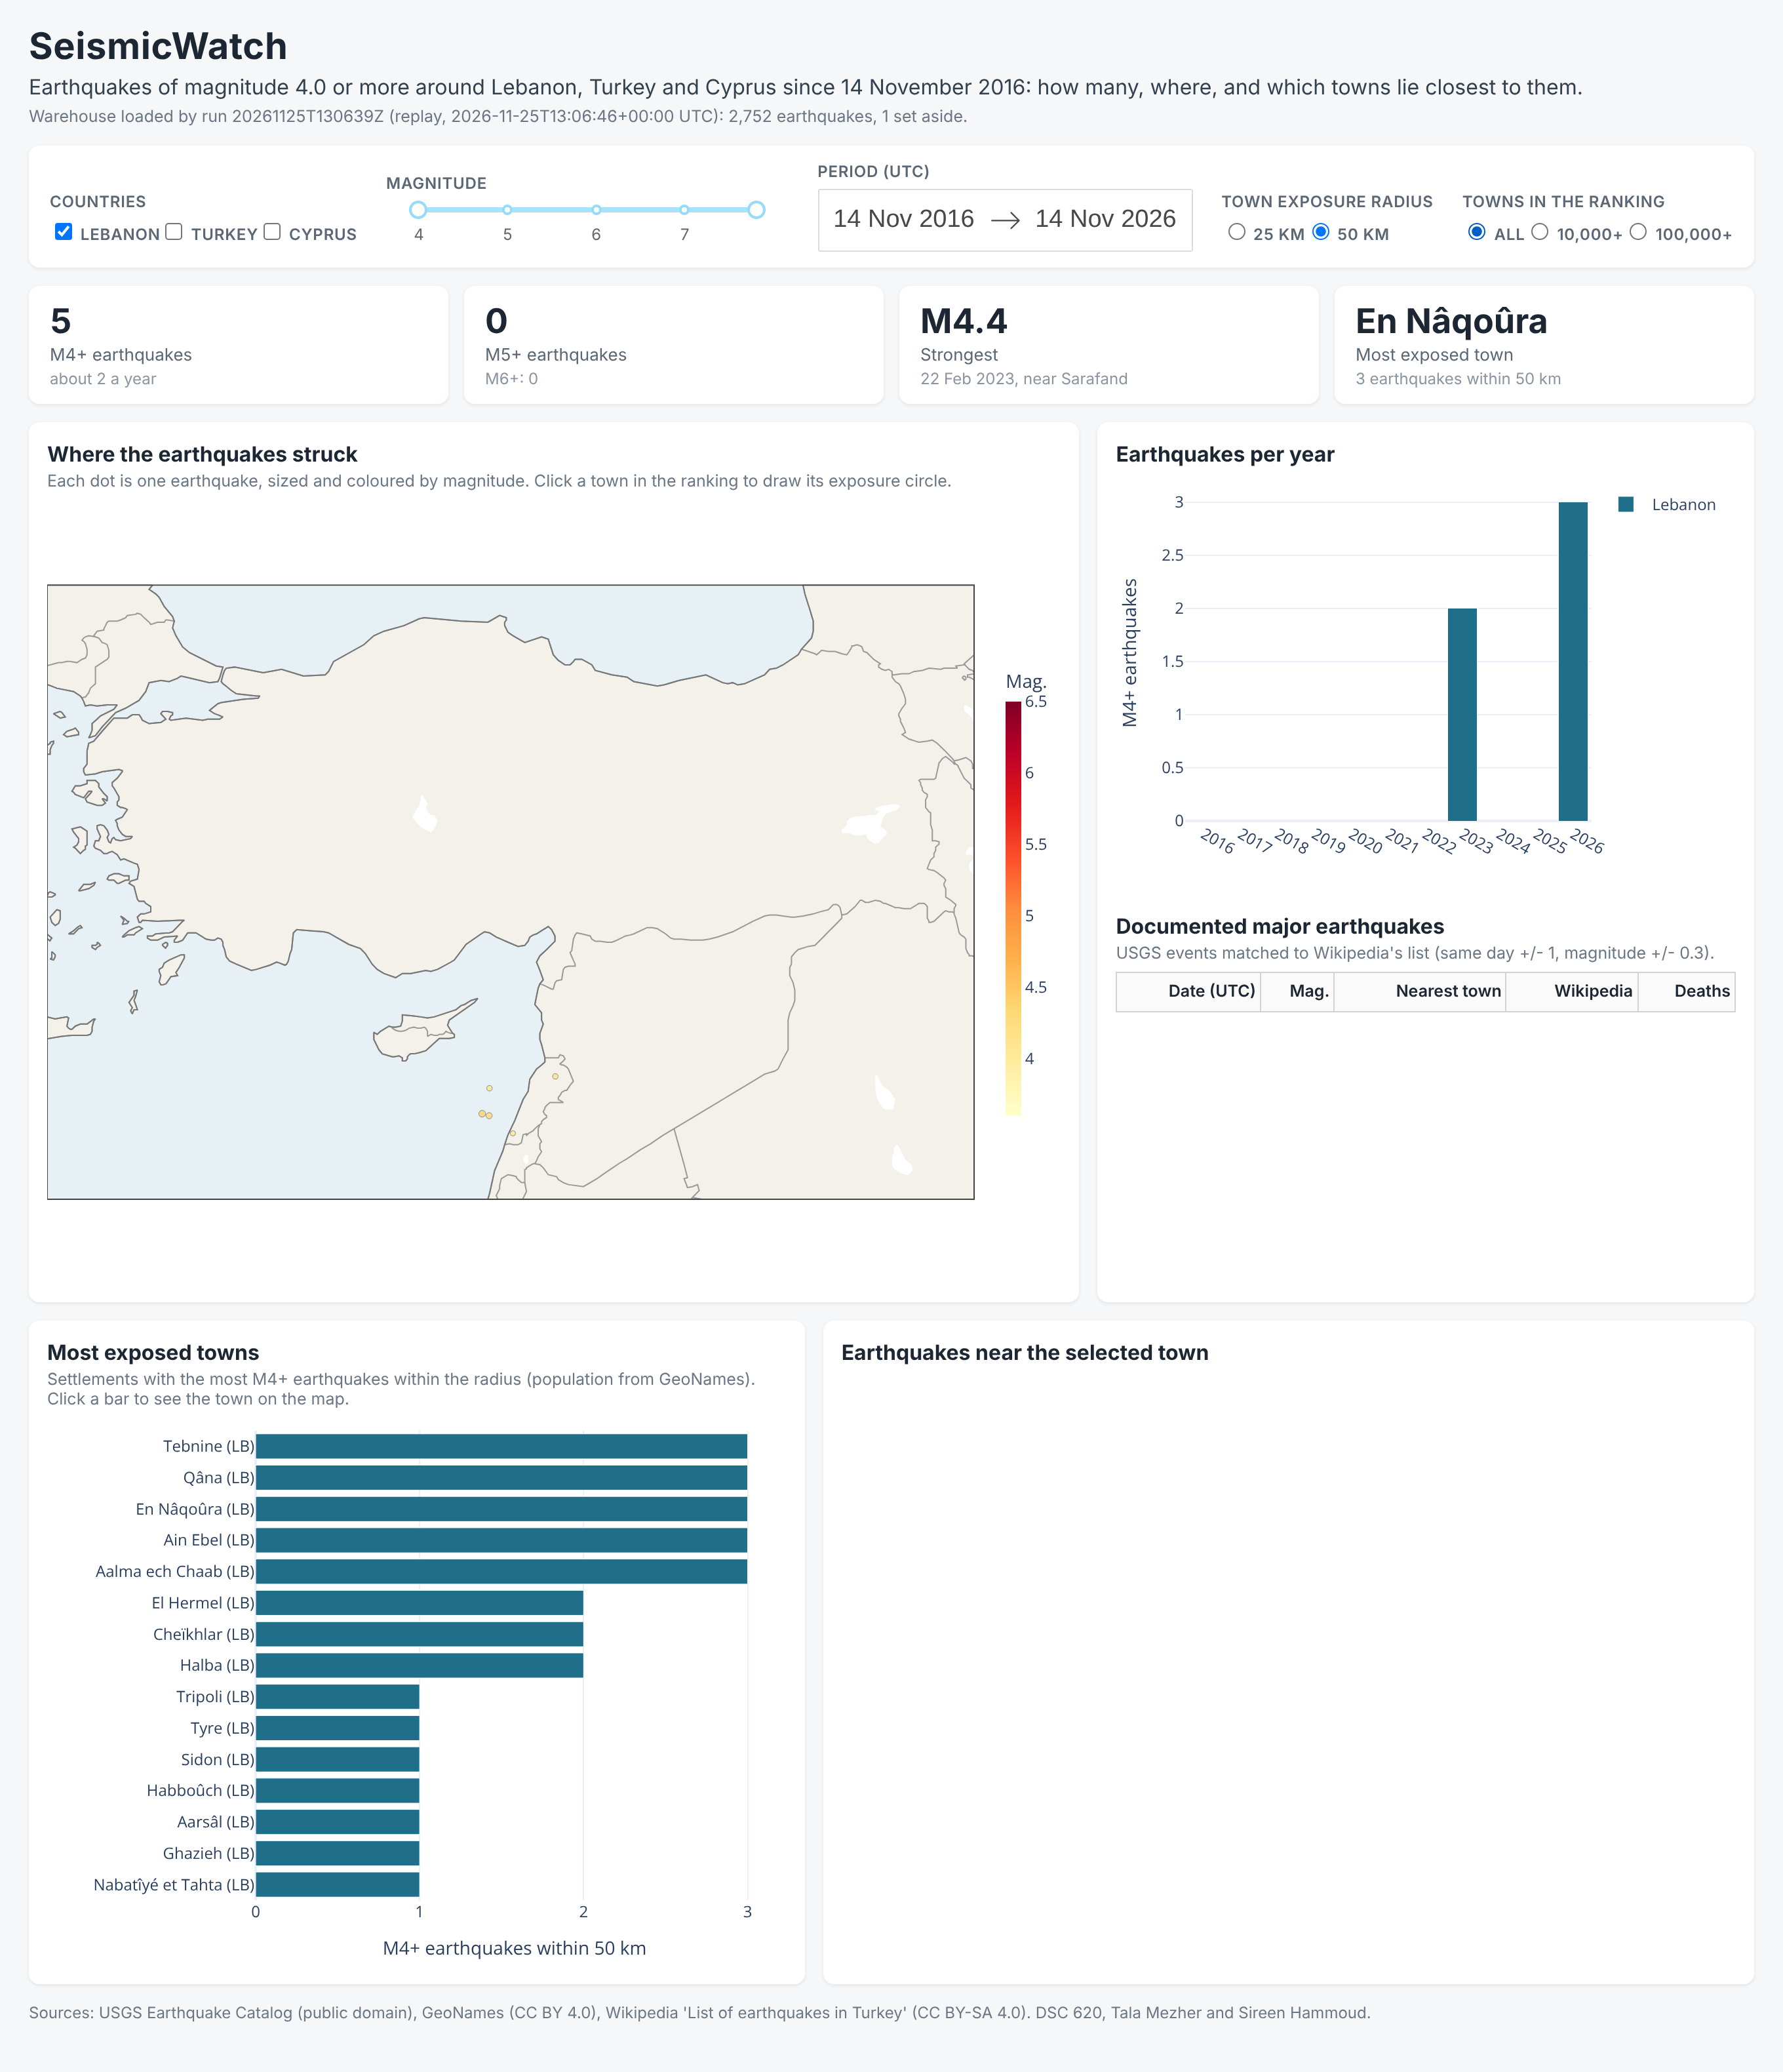 SeismicWatch
Earthquakes of magnitude 4.0 or more around Lebanon, Turkey and Cyprus since 14 November 2016: how many, where, and which towns lie closest to them.
Warehouse loaded by run 20261125T130639Z (replay, 2026-11-25T13:06:46+00:00 UTC): 2,752 earthquakes, 1 set aside.
COUNTRIES
LEBANON TURKEY CYPRUS
MAGNITUDE
4 5 6 7
PERIOD (UTC)
14 Nov 2016 → 14 Nov 2026
TOWN EXPOSURE RADIUS
25 KM 50 KM
TOWNS IN THE RANKING
ALL 10,000+ 100,000+
5
M4+ earthquakes
about 2 a year
0
M5+ earthquakes
M6+: 0
M4.4
Strongest
22 Feb 2023, near Sarafand
En Nâqoûra
Most exposed town
3 earthquakes within 50 km
Where the earthquakes struck
Each dot is one earthquake, sized and coloured by magnitude. Click a town in the ranking to draw its exposure circle.
Mag.
6.5
6
5.5
5
4.5
4
Earthquakes per year
M4+ earthquakes
3
2.5
2
1.5
1
0.5
0
2016 2017 2018 2019 2020 2021 2022 2023 2024 2025 2026
Lebanon
Documented major earthquakes
USGS events matched to Wikipedia's list (same day +/- 1, magnitude +/- 0.3).
Date (UTC) Mag. Nearest town Wikipedia Deaths
Most exposed towns
Settlements with the most M4+ earthquakes within the radius (population from GeoNames).
Click a bar to see the town on the map.
Tebnine (LB)
Qâna (LB)
En Nâqoûra (LB)
Ain Ebel (LB)
Aalma ech Chaab (LB)
El Hermel (LB)
Cheïkhlar (LB)
Halba (LB)
Tripoli (LB)
Tyre (LB)
Sidon (LB)
Habboûch (LB)
Aarsâl (LB)
Ghazieh (LB)
Nabatîyé et Tahta (LB)
0 1 2 3
M4+ earthquakes within 50 km
Earthquakes near the selected town
Sources: USGS Earthquake Catalog (public domain), GeoNames (CC BY 4.0), Wikipedia 'List of earthquakes in Turkey' (CC BY-SA 4.0). DSC 620, Tala Mezher and Sireen Hammoud.